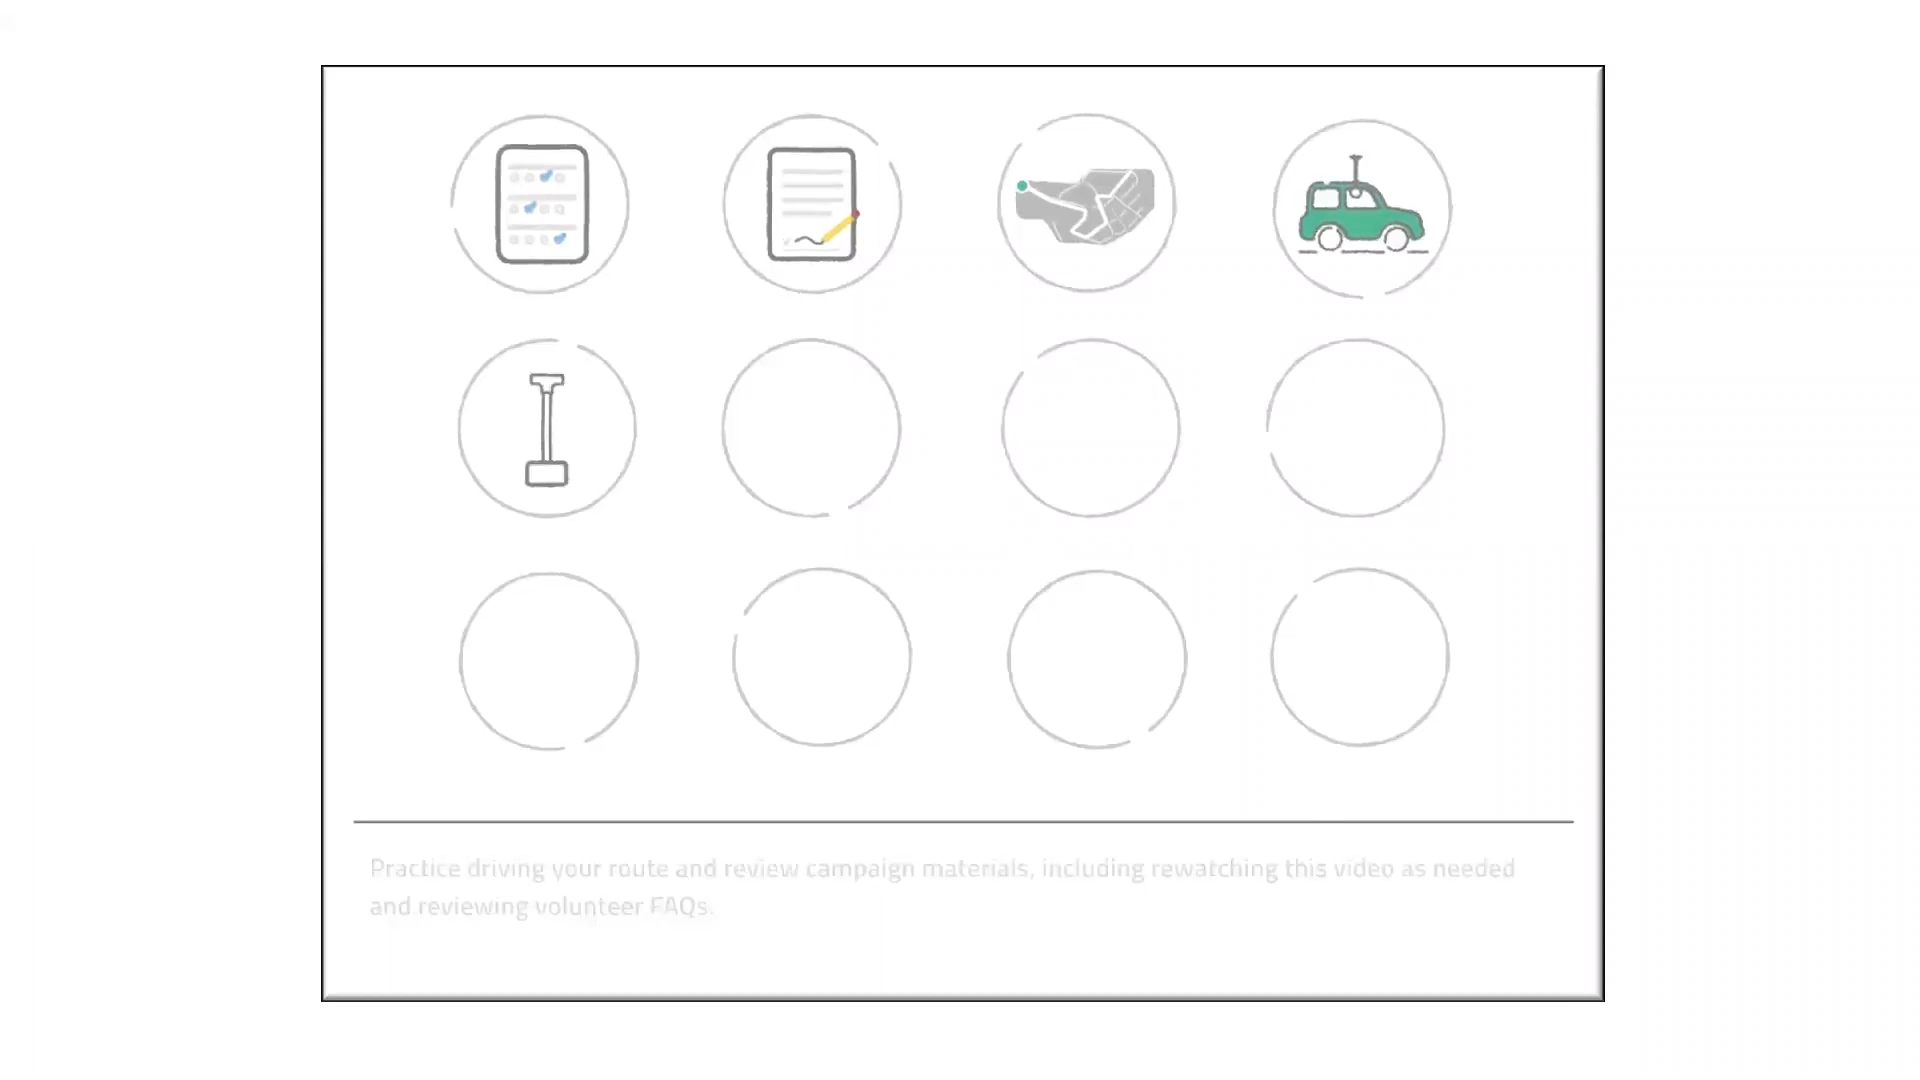 Practice driving your route and review campaign materials, including rewatching this video as needed
and reviewing volunteer FAQs.